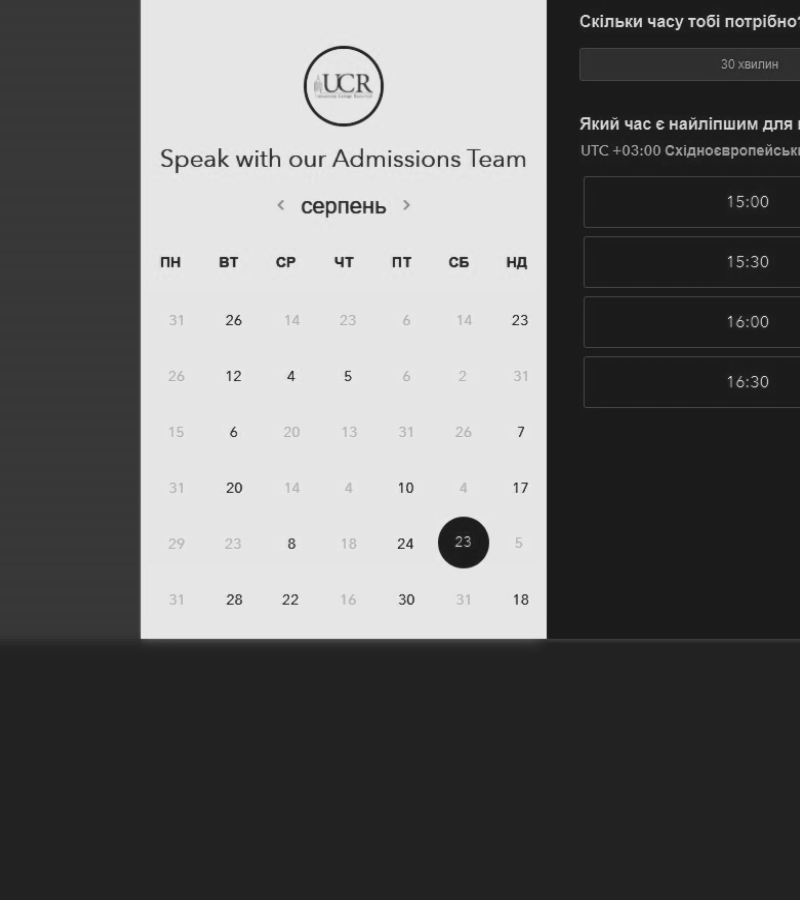 UCR
Speak with our Admissions Team
< серпень >
ПН ВТ СР ЧТ ПТ СБ НД
31 26 14 23 6 14 23
26 12 4 5 6 2 31
15 6 20 13 31 26 7
31 20 14 4 10 4 17
29 23 8 18 24 23 5
31 28 22 16 30 31 18
Скільки часу тобі потрібно?
30 хвилин
Який час є найліпшим для
UTC +03:00 Східноєвропейськ
15:00
15:30
16:00
16:30